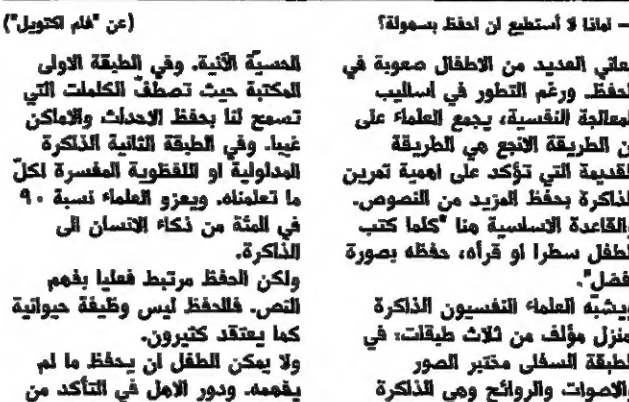 – لماذا لا أستطيع ان احفظ بسهولة؟
يعاني العديد من الاطفال صعوبة في
الحفظ. ورغم التطور في اساليب
المعالجة النفسية، يجمع العلماء على
ان الطريقة الانجع هي الطريقة
القديمة التي تؤكد على اهمية تمرين
الذاكرة بحفظ المزيد من النصوص.
والقاعدة الاساسية هنا "كلما كتب
الطفل سطرا او قرأه، حفظه بصورة
افضل".
ويشبّه العلماء النفسيون الذاكرة
بمنزل مؤلف من ثلاث طبقات: في
الطبقة السفلى مختبر الصور
والاصوات والروائح وهي الذاكرة
(عن "فام اكتويل")
الحسيّة الآنية. وفي الطبقة الاولى
المكتبة حيث تصطفّ الكلمات التي
تسمح لنا بحفظ الاحداث والاماكن
غيبا. وفي الطبقة الثانية الذاكرة
المدلولية او اللفظوية المفسرة لكلّ
ما تعلمناه. ويعزو العلماء نسبة ٩٠
في المئة من ذكاء الانسان الى
الذاكرة.
ولكن الحفظ مرتبط فعليا بفهم
النص. فالحفظ ليس وظيفة حيوانية
كما يعتقد كثيرون.
ولا يمكن الطفل ان يحفظ ما لم
يفهمه. ودور الاهل في التأكد من